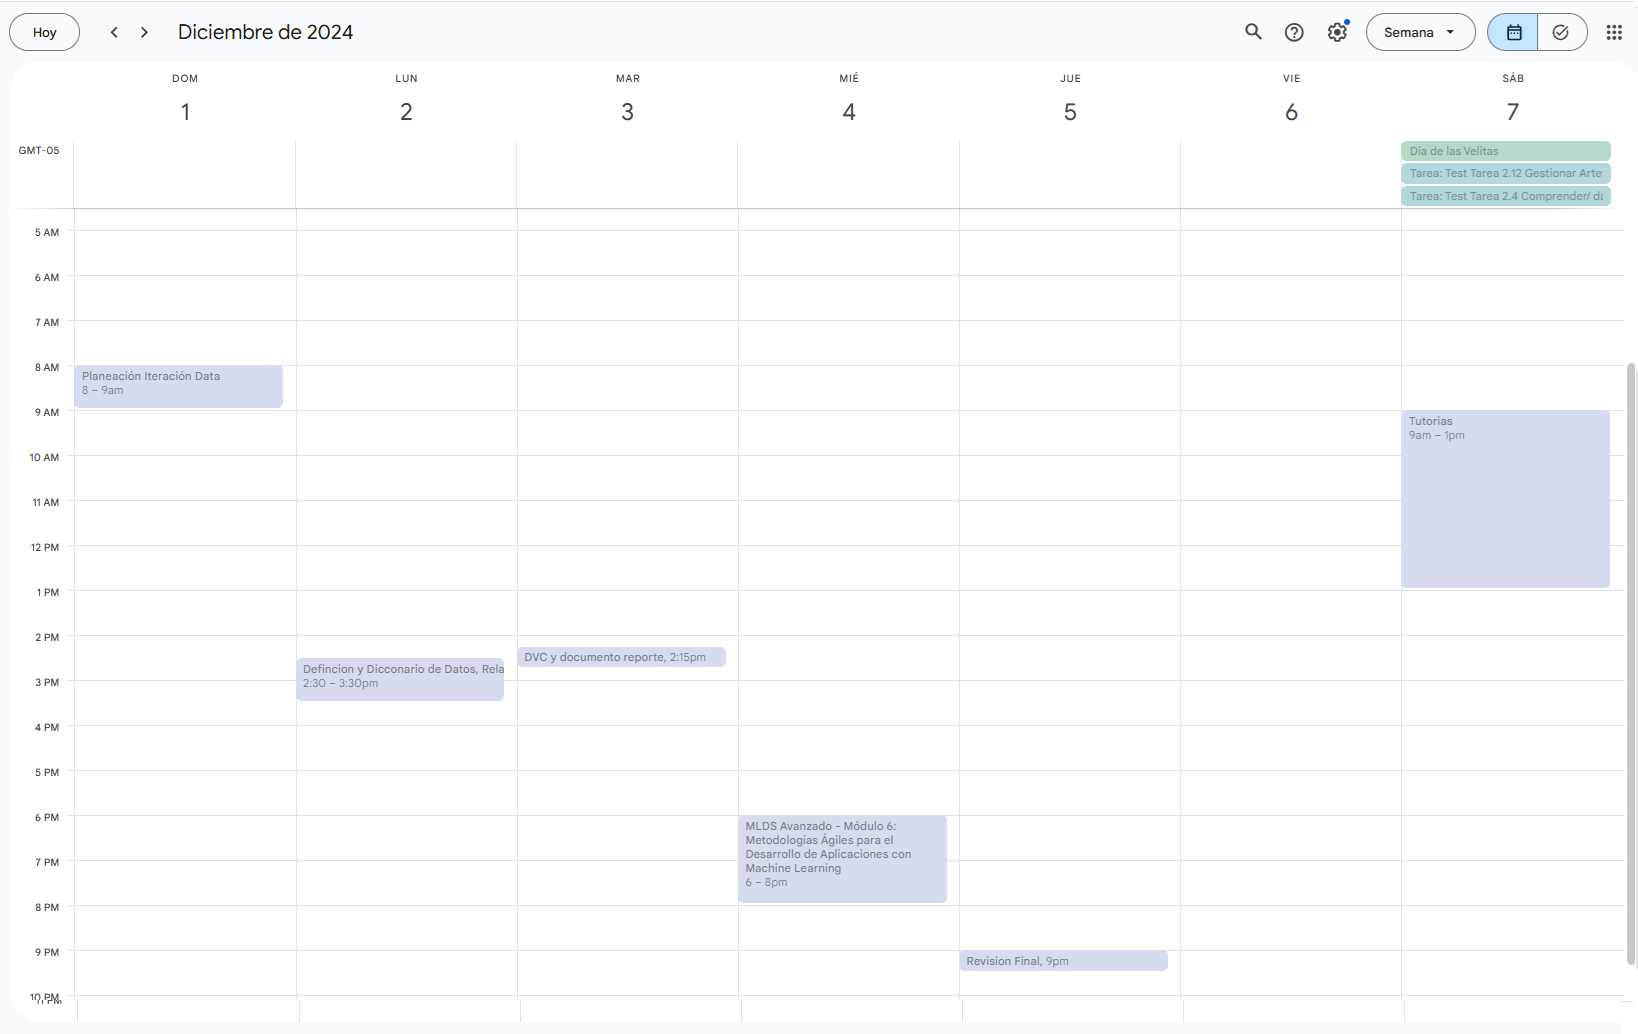 Hoy
Diciembre de 2024
Semana
DOM
LUN
MAR
MIÉ
JUE
VIE
SÁB
1
2
3
4
5
6
7
GMT-05
Día de las Velitas
Tarea: Test Tarea 2.12 Gestionar Arte
Tarea: Test Tarea 2.4 Comprender/ da
5 AM
6 AM
7 AM
8 AM
Planeación Iteración Data
8 – 9am
9 AM
Tutorias
9am – 1pm
10 AM
11 AM
12 PM
1 PM
2 PM
DVC y documento reporte, 2:15pm
Defincion y Dicconario de Datos, Rela
2:30 – 3:30pm
3 PM
4 PM
5 PM
6 PM
MLDS Avanzado - Módulo 6:
Metodologías Ágiles para el
Desarrollo de Aplicaciones con
Machine Learning
6 – 8pm
7 PM
8 PM
9 PM
Revision Final, 9pm
10 PM